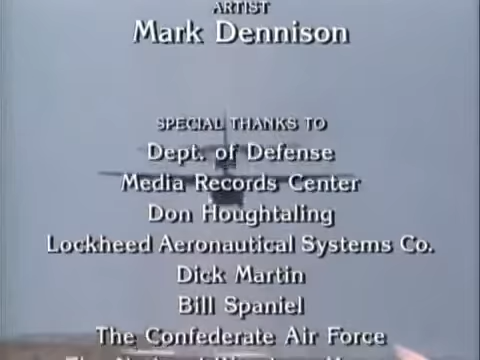 ARTIST
Mark Dennison
SPECIAL THANKS TO
Dept. of Defense
Media Records Center
Don Houghtaling
Lockheed Aeronautical Systems Co.
Dick Martin
Bill Spaniel
The Confederate Air Force